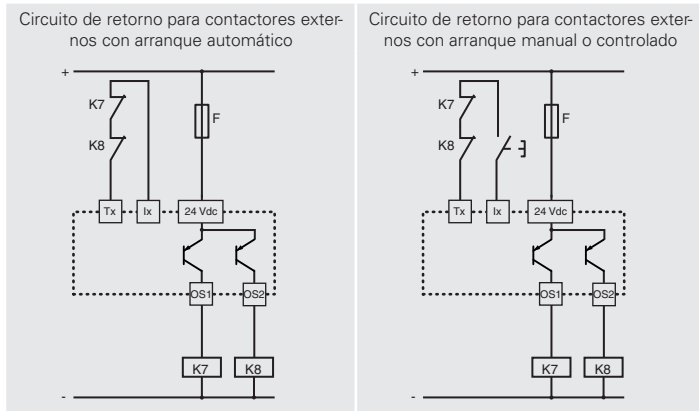 Circuito de retorno para contactores exter-
nos con arranque automático
+
K7
F
K8
Tx
Ix
24 Vdc
OS1
OS2
K7
K8
-
Circuito de retorno para contactores exter-
nos con arranque manual o controlado
+
K7
F
K8
Tx
Ix
24 Vdc
OS1
OS2
K7
K8
-